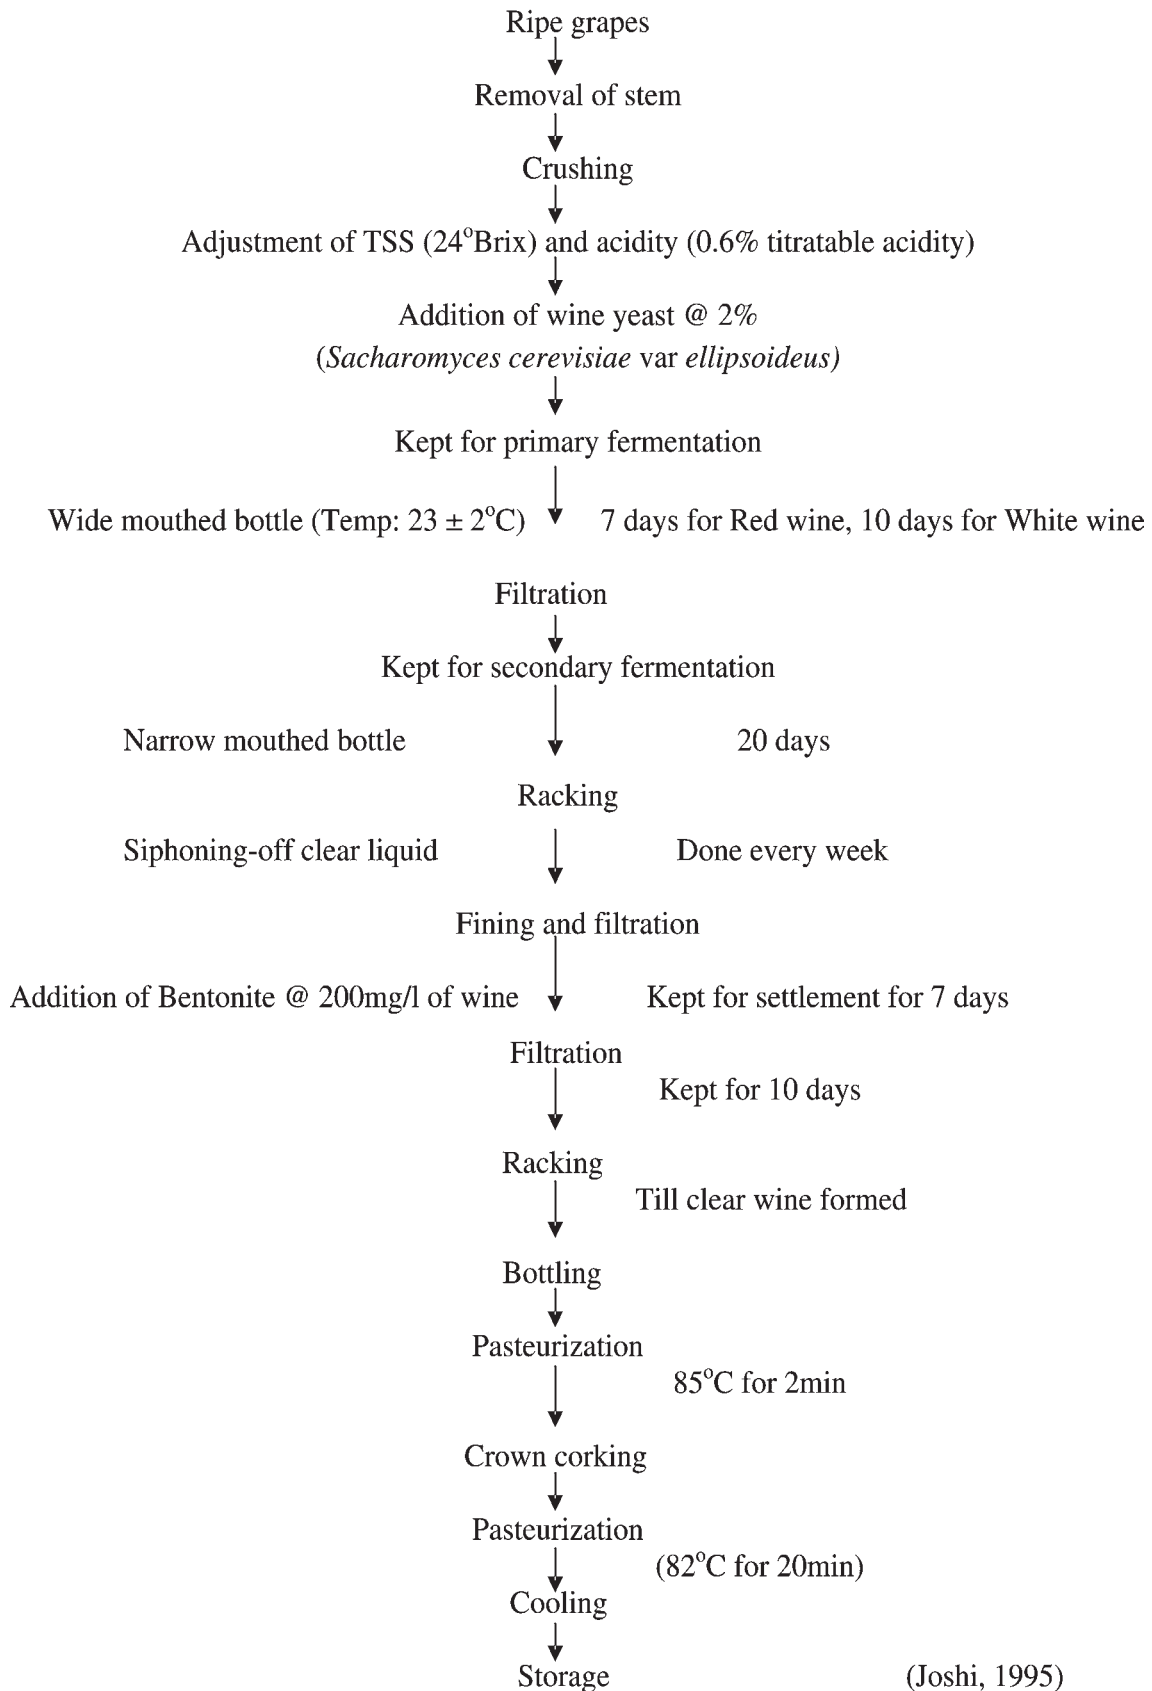 Ripe grapes
Removal of stem
Crushing
Adjustment of TSS (24°Brix) and acidity (0.6% titratable acidity)
Addition of wine yeast @ 2%
(Sacharomyces cerevisiae var ellipsoideus)
Kept for primary fermentation
Wide mouthed bottle (Temp: 23 ± 2°C) 7 days for Red wine, 10 days for White wine
Filtration
Kept for secondary fermentation
Narrow mouthed bottle 20 days
Racking
Siphoning-off clear liquid Done every week
Fining and filtration
Addition of Bentonite @ 200mg/l of wine Kept for settlement for 7 days
Filtration
Kept for 10 days
Racking
Till clear wine formed
Bottling
Pasteurization
85°C for 2min
Crown corking
Pasteurization
(82°C for 20min)
Cooling
Storage (Joshi, 1995)